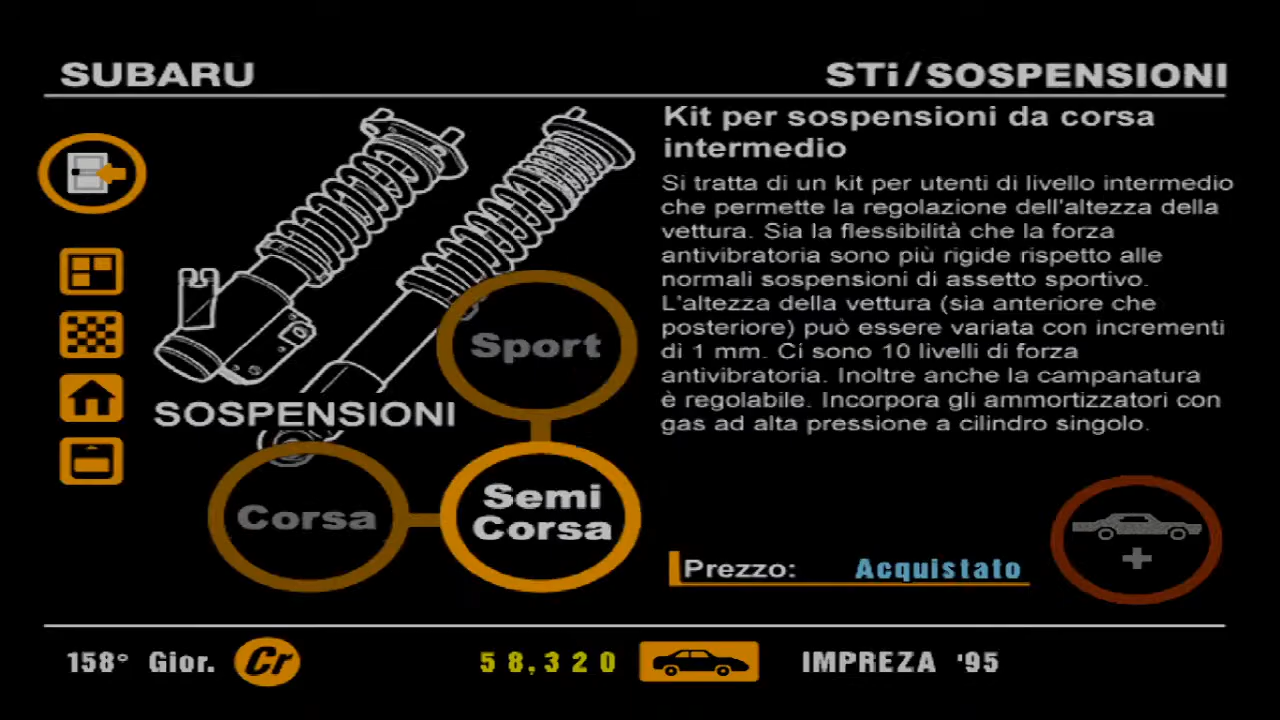 SUBARU
STi/SOSPENSIONI
Kit per sospensioni da corsa
intermedio
Si tratta di un kit per utenti di livello intermedio
che permette la regolazione dell'altezza della
vettura. Sia la flessibilità che la forza
antivibratoria sono più rigide rispetto alle
normali sospensioni di assetto sportivo.
L'altezza della vettura (sia anteriore che
posteriore) può essere variata con incrementi
di 1 mm. Ci sono 10 livelli di forza
antivibratoria. Inoltre anche la campanatura
è regolabile. Incorpora gli ammortizzatori con
gas ad alta pressione a cilindro singolo.
Sport
SOSPENSIONI
Corsa
Semi
Corsa
Prezzo: Acquistato
158° Gior. Cr 58,320 IMPREZA '95